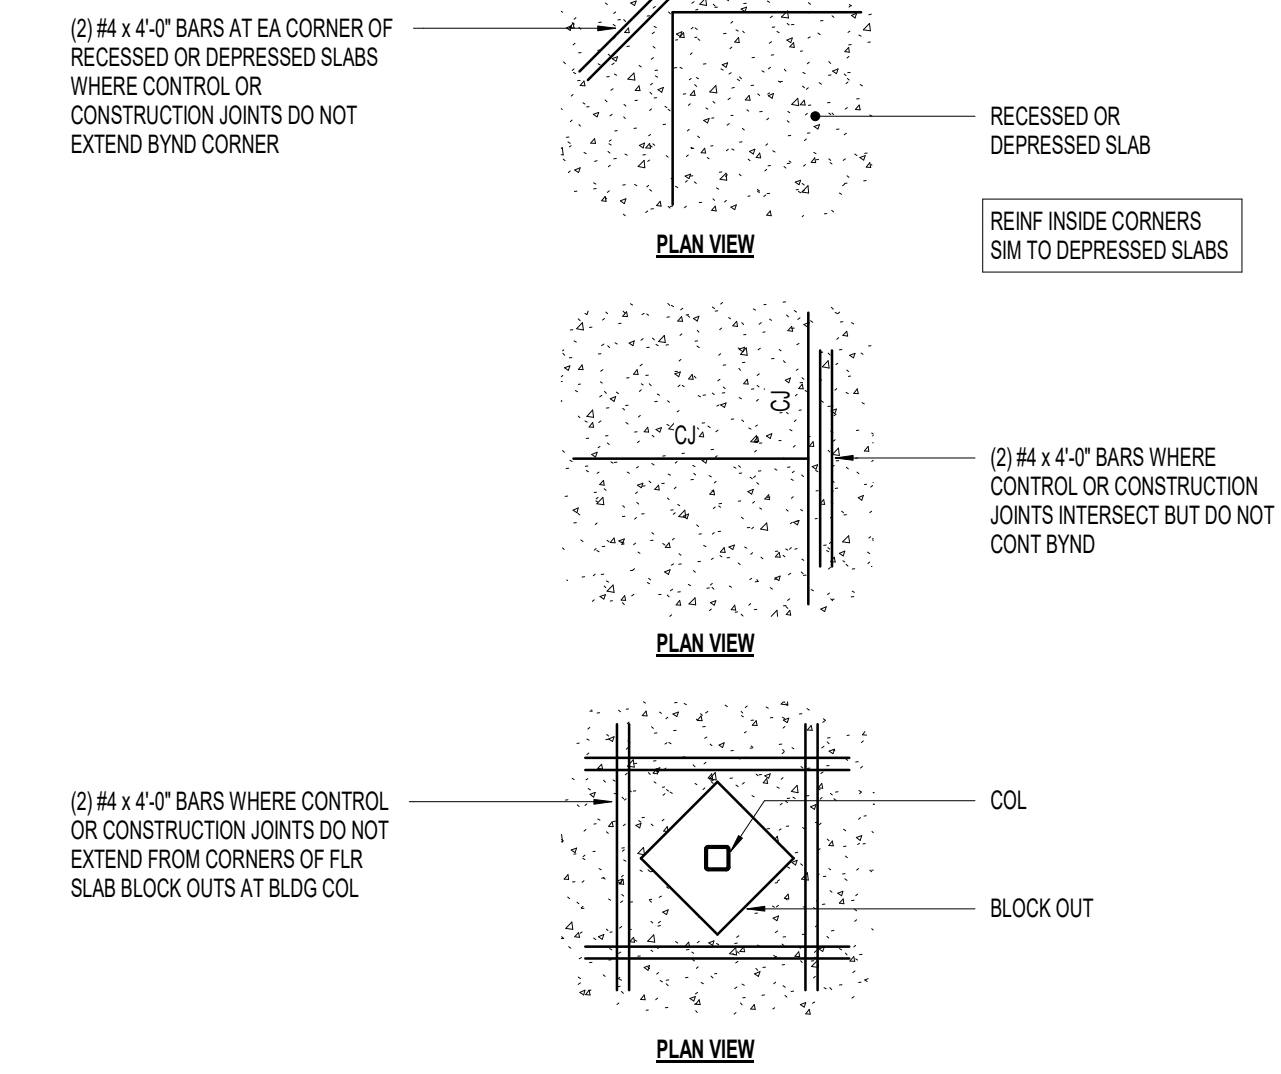 (2) #4 x 4'-0" BARS AT EA CORNER OF
RECESSED OR DEPRESSED SLABS
WHERE CONTROL OR
CONSTRUCTION JOINTS DO NOT
EXTEND BYND CORNER
RECESSED OR
DEPRESSED SLAB
REINF INSIDE CORNERS
SIM TO DEPRESSED SLABS
PLAN VIEW
CJ
CJ
(2) #4 x 4'-0" BARS WHERE
CONTROL OR CONSTRUCTION
JOINTS INTERSECT BUT DO NOT
CONT BYND
PLAN VIEW
(2) #4 x 4'-0" BARS WHERE CONTROL
OR CONSTRUCTION JOINTS DO NOT
EXTEND FROM CORNERS OF FLR
SLAB BLOCK OUTS AT BLDG COL
COL
BLOCK OUT
PLAN VIEW